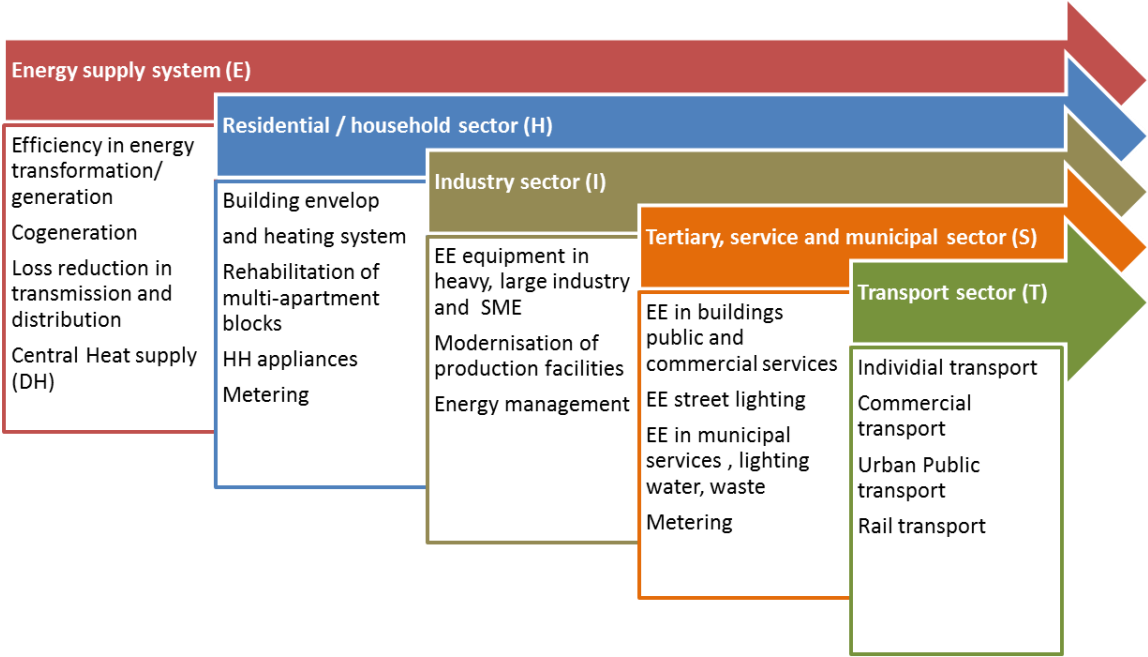 Energy supply system (E)
Efficiency in energy
transformation/
generation
Cogeneration
Loss reduction in
transmission and
distribution
Central Heat supply
(DH)
Residential / household sector (H)
Building envelop
and heating system
Rehabilitation of
multi-apartment
blocks
HH appliances
Metering
Industry sector (I)
EE equipment in
heavy, large industry
and SME
Modernisation of
production facilities
Energy management
Tertiary, service and municipal sector (S)
EE in buildings
public and
commercial services
EE street lighting
EE in municipal
services , lighting
water, waste
Metering
Transport sector (T)
Individial transport
Commercial
transport
Urban Public
transport
Rail transport